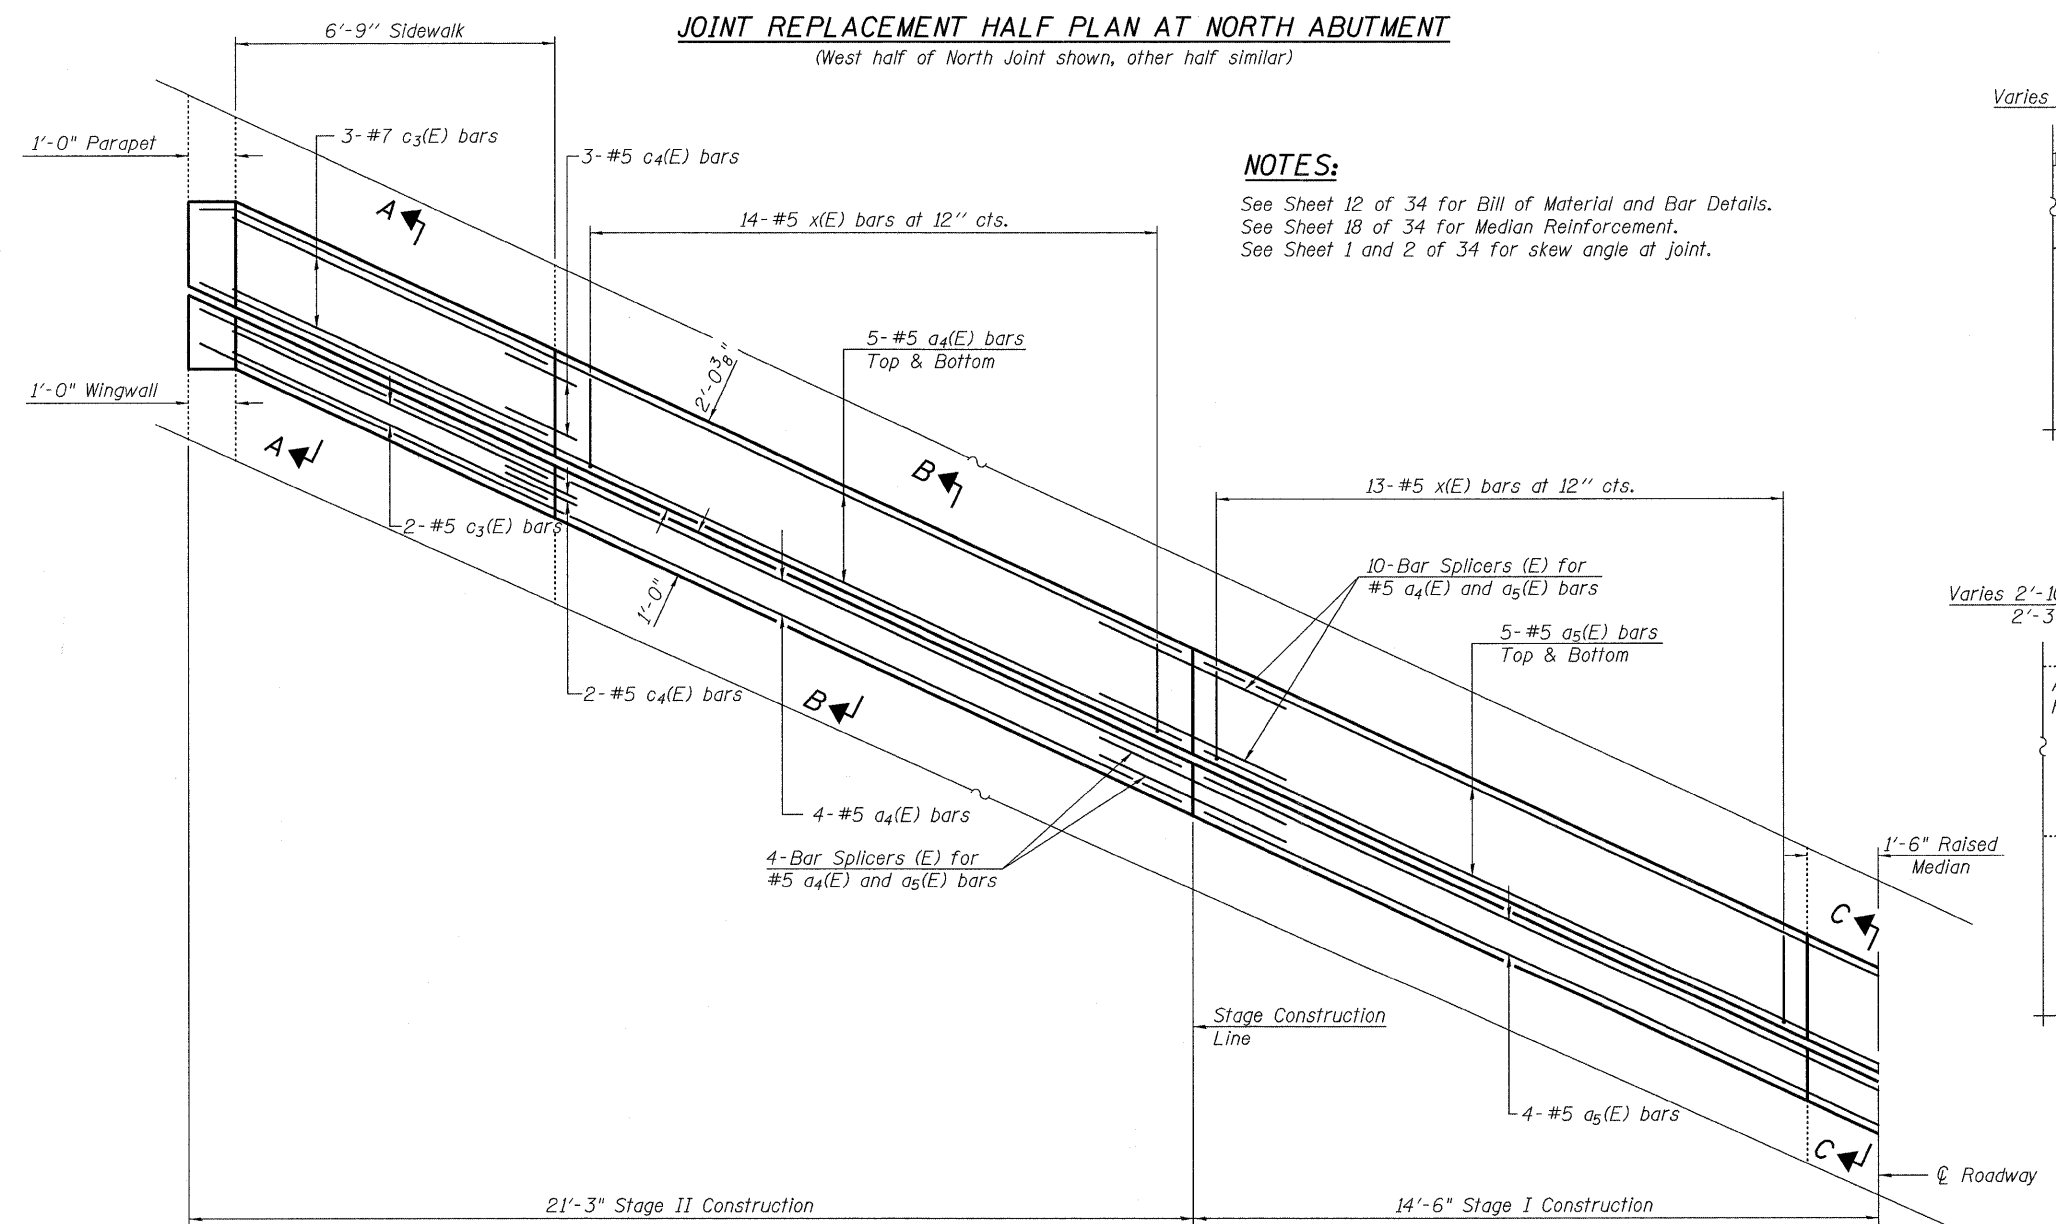 JOINT REPLACEMENT HALF PLAN AT NORTH ABUTMENT
(West half of North Joint shown, other half similar)
6'-9" Sidewalk
Varies
1'-0" Parapet
3-#7 c3(E) bars
3-#5 c4(E) bars
NOTES:
See Sheet 12 of 34 for Bill of Material and Bar Details.
See Sheet 18 of 34 for Median Reinforcement.
See Sheet 1 and 2 of 34 for skew angle at joint.
A
14-#5 x(E) bars at 12" cts.
5-#5 a4(E) bars
Top & Bottom
2'-0 3/8"
1'-0" Wingwall
A
B
13-#5 x(E) bars at 12" cts.
2-#5 c3(E) bars
1'-0"
10-Bar Splicers (E) for
#5 a4(E) and a5(E) bars
Varies 2'-10
2'-3
5-#5 a5(E) bars
Top & Bottom
2-#5 c4(E) bars
B
4-#5 a4(E) bars
4-Bar Splicers (E) for
#5 a4(E) and a5(E) bars
1'-6" Raised
Median
C
Stage Construction
Line
4-#5 a5(E) bars
C
℄ Roadway
21'-3" Stage II Construction
14'-6" Stage I Construction